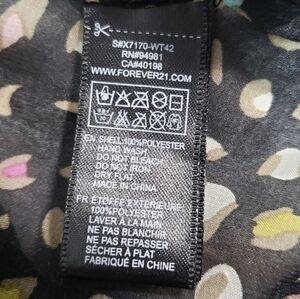 S#X7170-WT42
RN#94981
CA#40198
WWW.FOREVER21.COM
EN SHELL:100%POLYESTER
HAND WASH
DO NOT BLEACH
DO NOT IRON
DRY FLAT
MADE IN CHINA
FR ÉTOFFE EXTÉRIEURE
100%POLYESTER
LAVER À LA MAIN
NE PAS BLANCHIR
NE PAS REPASSER
SÉCHER À PLAT
FABRIQUÉ EN CHINE